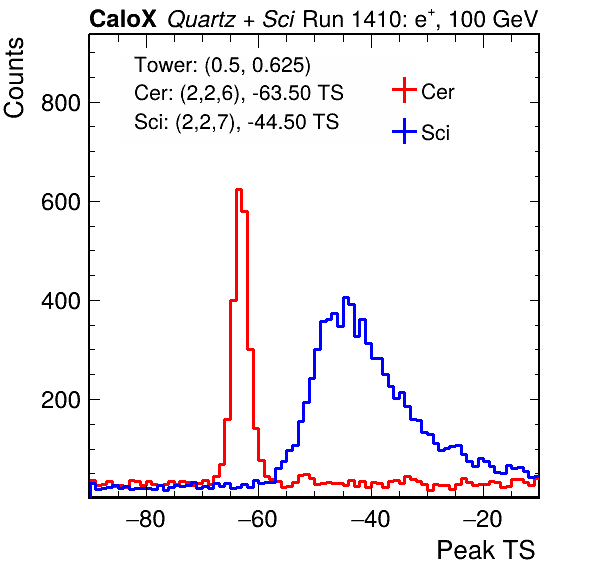 CaloX Quartz + Sci Run 1410: e+, 100 GeV
Counts
Tower: (0.5, 0.625)
Cer: (2,2,6), -63.50 TS
Sci: (2,2,7), -44.50 TS
Cer
Sci
800
600
400
200
−80 −60 −40 −20
Peak TS